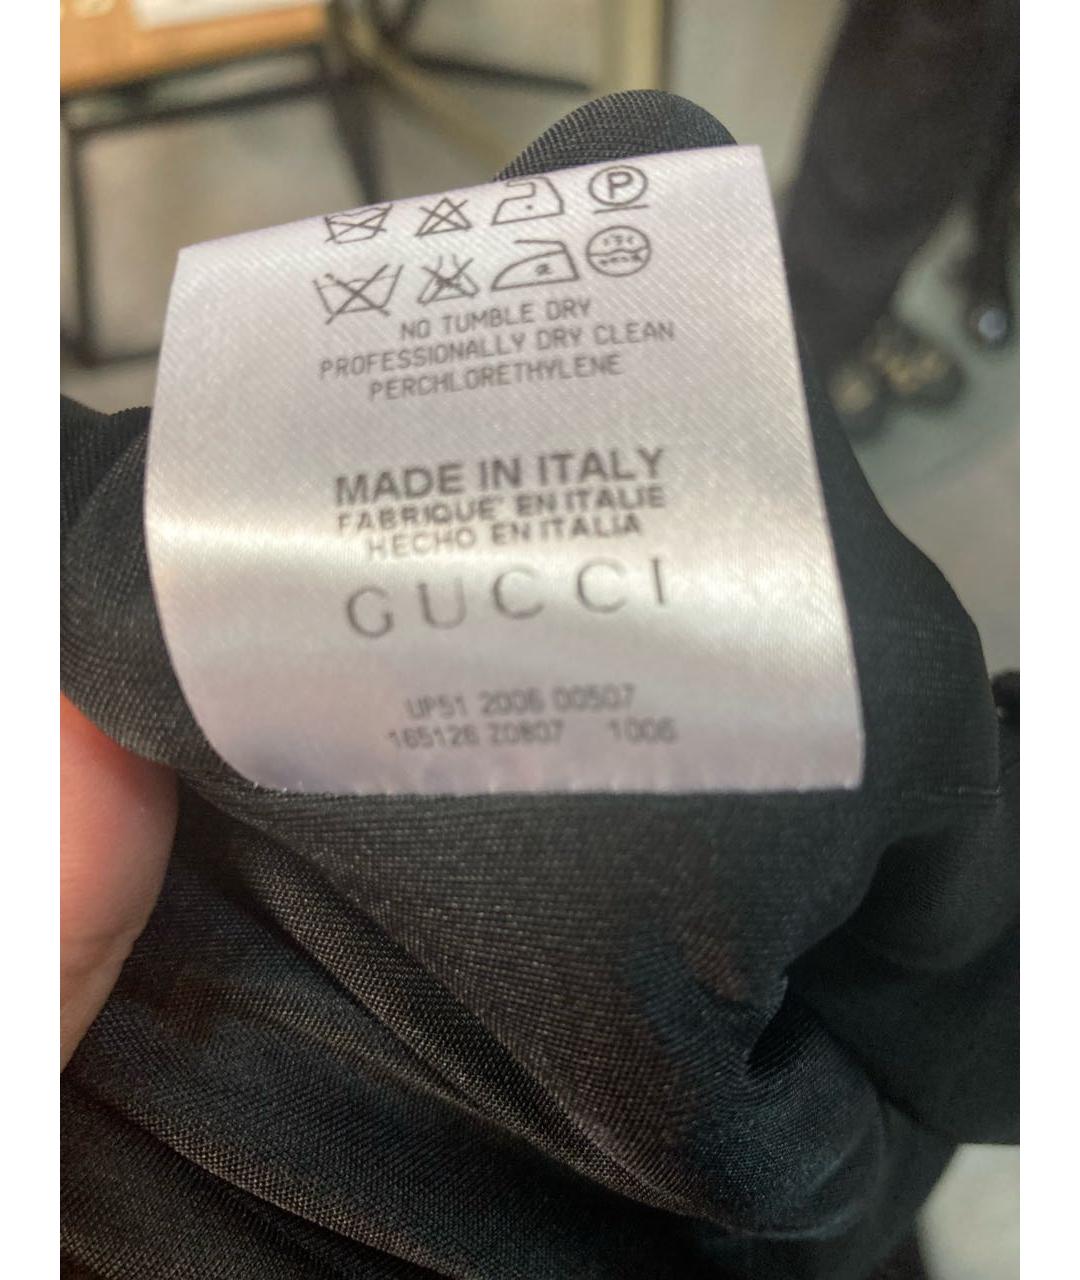 P
NO TUMBLE DRY
PROFESSIONALLY DRY CLEAN
PERCHLORETHYLENE
MADE IN ITALY
FABRIQUE' EN ITALIE
HECHO EN ITALIA
GUCCI
UP51 2006 00507
165126 Z0807 1006